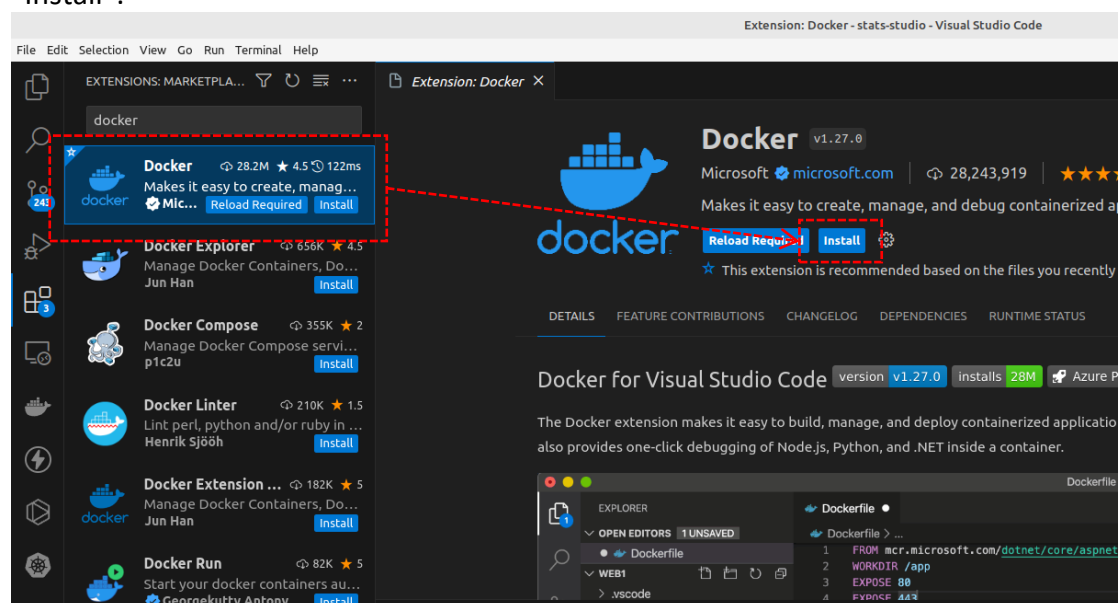 Extension: Docker - stats-studio - Visual Studio Code
File Edit Selection View Go Run Terminal Help
EXTENSIONS: MARKETPLA...
Extension: Docker
docker
Docker 28.2M ★ 4.5 122ms
Makes it easy to create, manag...
Mic... Reload Required Install
docker
Docker Explorer 656K ★ 4.5
Manage Docker Containers, Do...
Jun Han Install
Docker Compose 355K ★ 2
Manage Docker Compose servi...
p1c2u Install
Docker Linter 210K ★ 1.5
Lint perl, python and/or ruby in ...
Henrik Sjööh Install
Docker Extension ... 182K ★ 5
Manage Docker Containers, Do...
docker
Jun Han Install
Docker Run 82K ★ 5
Start your docker containers au...
Georgekutty Antony Install
243
3
docker
Docker v1.27.0
Microsoft microsoft.com 28,243,919 ★★★
Makes it easy to create, manage, and debug containerized
Reload Required Install
This extension is recommended based on the files you recently
DETAILS FEATURE CONTRIBUTIONS CHANGELOG DEPENDENCIES RUNTIME STATUS
Docker for Visual Studio Code version v1.27.0 installs 28M Azure
The Docker extension makes it easy to build, manage, and deploy containerized
also provides one-click debugging of Node.js, Python, and .NET inside a container.
Dockerfile
EXPLORER
1
OPEN EDITORS 1 UNSAVED
Dockerfile
WEB1
.vscode
Dockerfile
Dockerfile > ...
1 FROM mcr.microsoft.com/dotnet/core/aspnet
2 WORKDIR /app
3 EXPOSE 80
4 EXPOSE 443